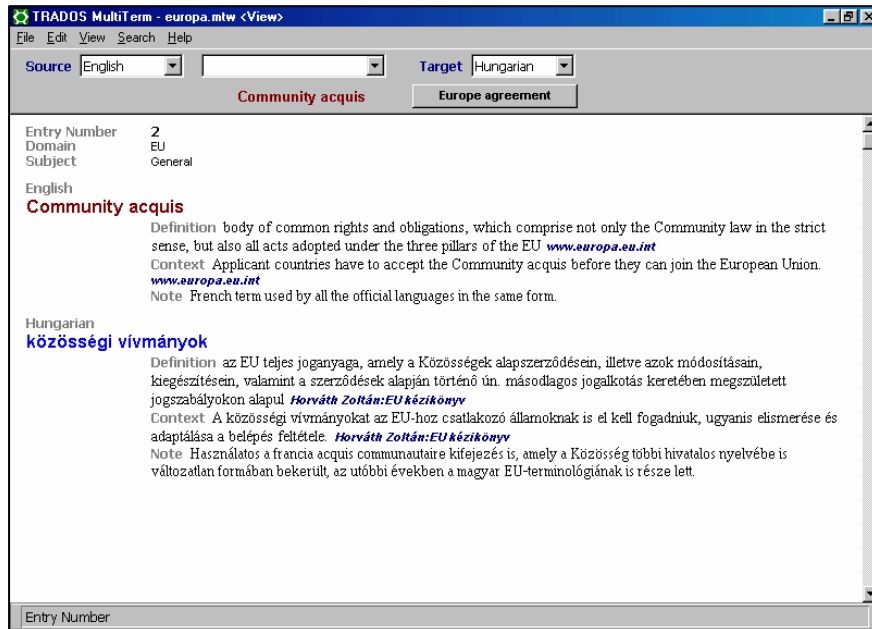 TRADOS MultiTerm - europa.mtw <View>
File Edit View Search Help
Source English Target Hungarian
Community acquis Europe agreement
Entry Number 2
Domain EU
Subject General
English
Community acquis
Definition body of common rights and obligations, which comprise not only the Community law in the strict
sense, but also all acts adopted under the three pillars of the EU www.europa.eu.int
Context Applicant countries have to accept the Community acquis before they can join the European Union.
www.europa.eu.int
Note French term used by all the official languages in the same form.
Hungarian
közösségi vívmányok
Definition az EU teljes joganyaga, amely a Közösségek alapszerzôdésein, illetve azok módosításain,
kiegészítésein, valamint a szerzôdések alapján történô ún. másodlagos jogalkotás keretében megszületett
jogszabályokon alapul Horváth Zoltán:EU kézikönyv
Context A közösségi vívmányokat az EU-hoz csatlakozó államoknak is el kell fogadniuk, ugyanis elismerése és
adaptálása a belépés feltétele. Horváth Zoltán:EU kézikönyv
Note Használatos a francia acquis communautaire kifejezés is, amely a Közösség többi hivatalos nyelvébe is
változatlan formában bekerült, az utóbbi években a magyar EU-terminológiának is része lett.
Entry Number